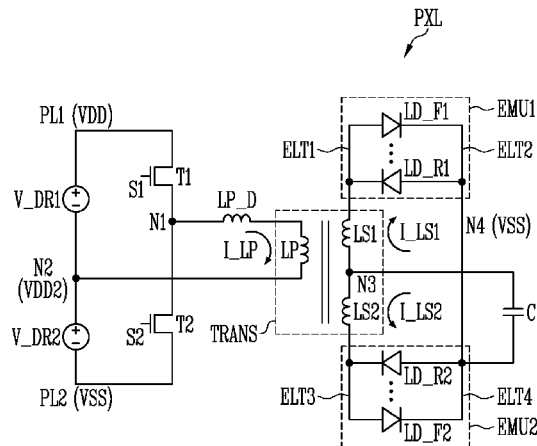 PXL
PL1 (VDD)
V_DR1
S1
T1
N1
LP_D
I_LP
LP
N2
(VDD2)
V_DR2
S2
T2
PL2 (VSS)
TRANS
LS1
I_LS1
N3
LS2
I_LS2
LD_F1
EMU1
ELT1
ELT2
LD_R1
N4 (VSS)
C
LD_R2
ELT3
ELT4
LD_F2
EMU2